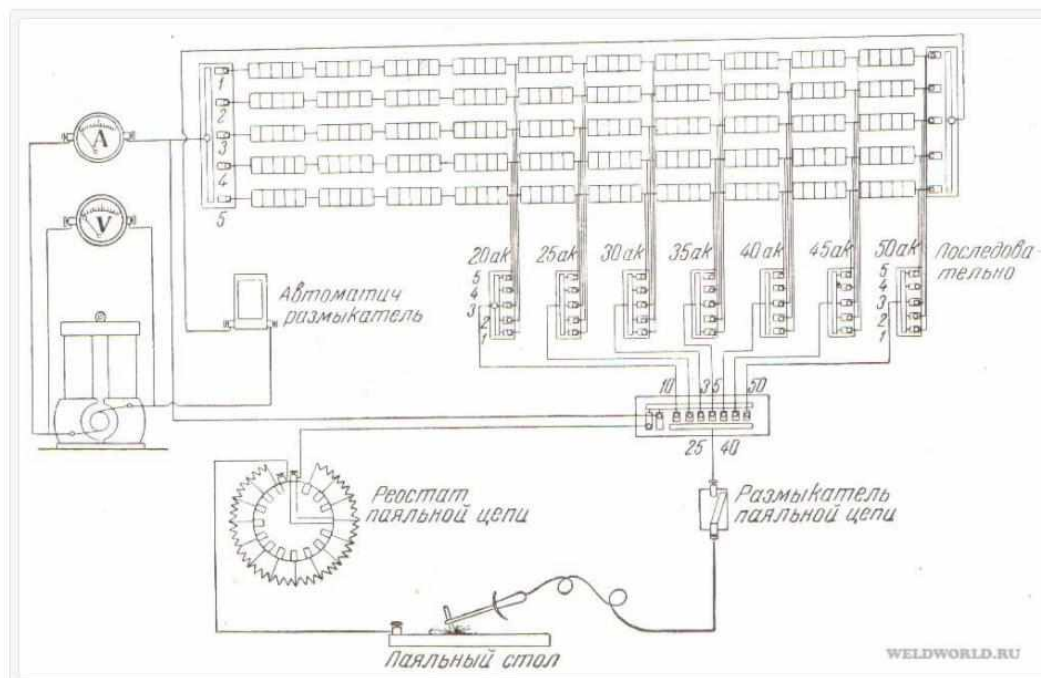 1
2
3
4
5
A
V
20ак 25ак 30ак 35ак 40ак 45ак 50ак
Последова-
тельно
5
4
3
2
1
5
4
3
2
1
Автоматич
размыкатель
10 35 50
25 40
Реостат
паяльной цепи
Размыкатель
паяльной цепи
Паяльный стол
WELDWORLD.RU